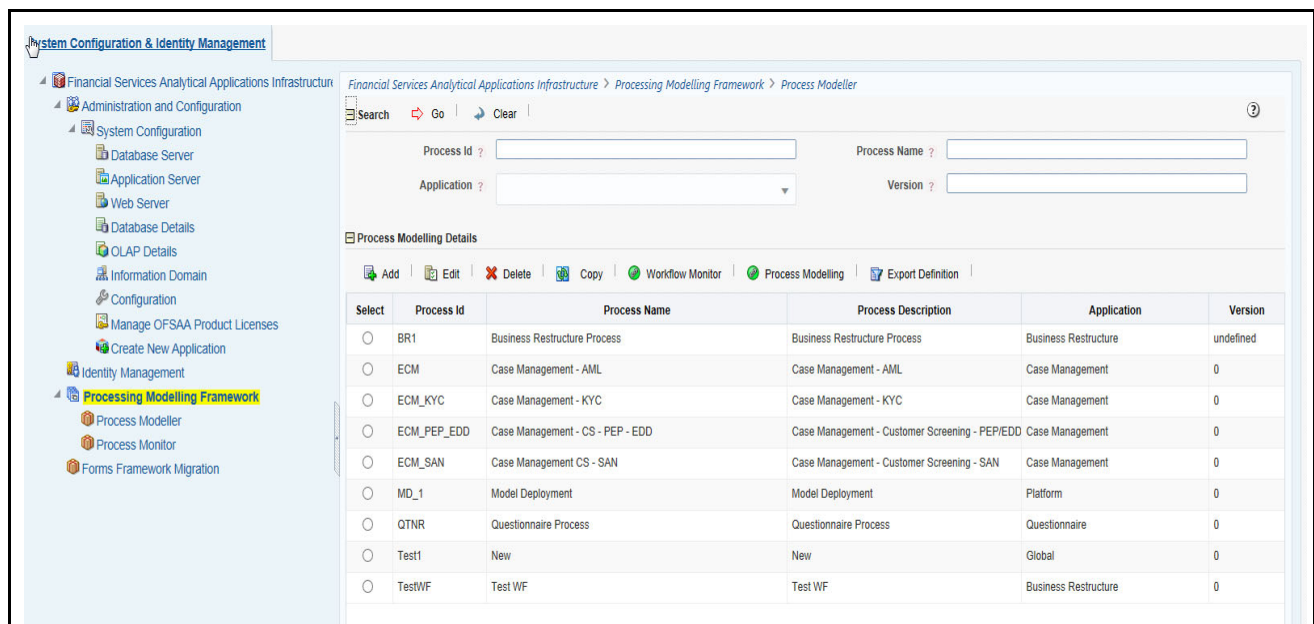 System Configuration & Identity Management
Financial Services Analytical Applications Infrastructure
Administration and Configuration
System Configuration
Database Server
Application Server
Web Server
Database Details
OLAP Details
Information Domain
Configuration
Manage OFSAA Product Licenses
Create New Application
Identity Management
Processing Modelling Framework
Process Modeller
Process Monitor
Forms Framework Migration
Financial Services Analytical Applications Infrastructure > Processing Modelling Framework > Process Modeller
Search Go Clear ?
Process Id ? Process Name ?
Application ? Version ?
Process Modelling Details
Add Edit Delete Copy Workflow Monitor Process Modelling Export Definition
Select Process Id Process Name Process Description Application Version
BR1 Business Restructure Process Business Restructure Process Business Restructure undefined
ECM Case Management - AML Case Management - AML Case Management 0
ECM_KYC Case Management - KYC Case Management - KYC Case Management 0
ECM_PEP_EDD Case Management - CS - PEP - EDD Case Management - Customer Screening - PEP/EDD Case Management 0
ECM_SAN Case Management CS - SAN Case Management - Customer Screening - SAN Case Management 0
MD_1 Model Deployment Model Deployment Platform 0
QTNR Questionnaire Process Questionnaire Process Questionnaire 0
Test1 New New Global 0
TestWF Test WF Test WF Business Restructure 0